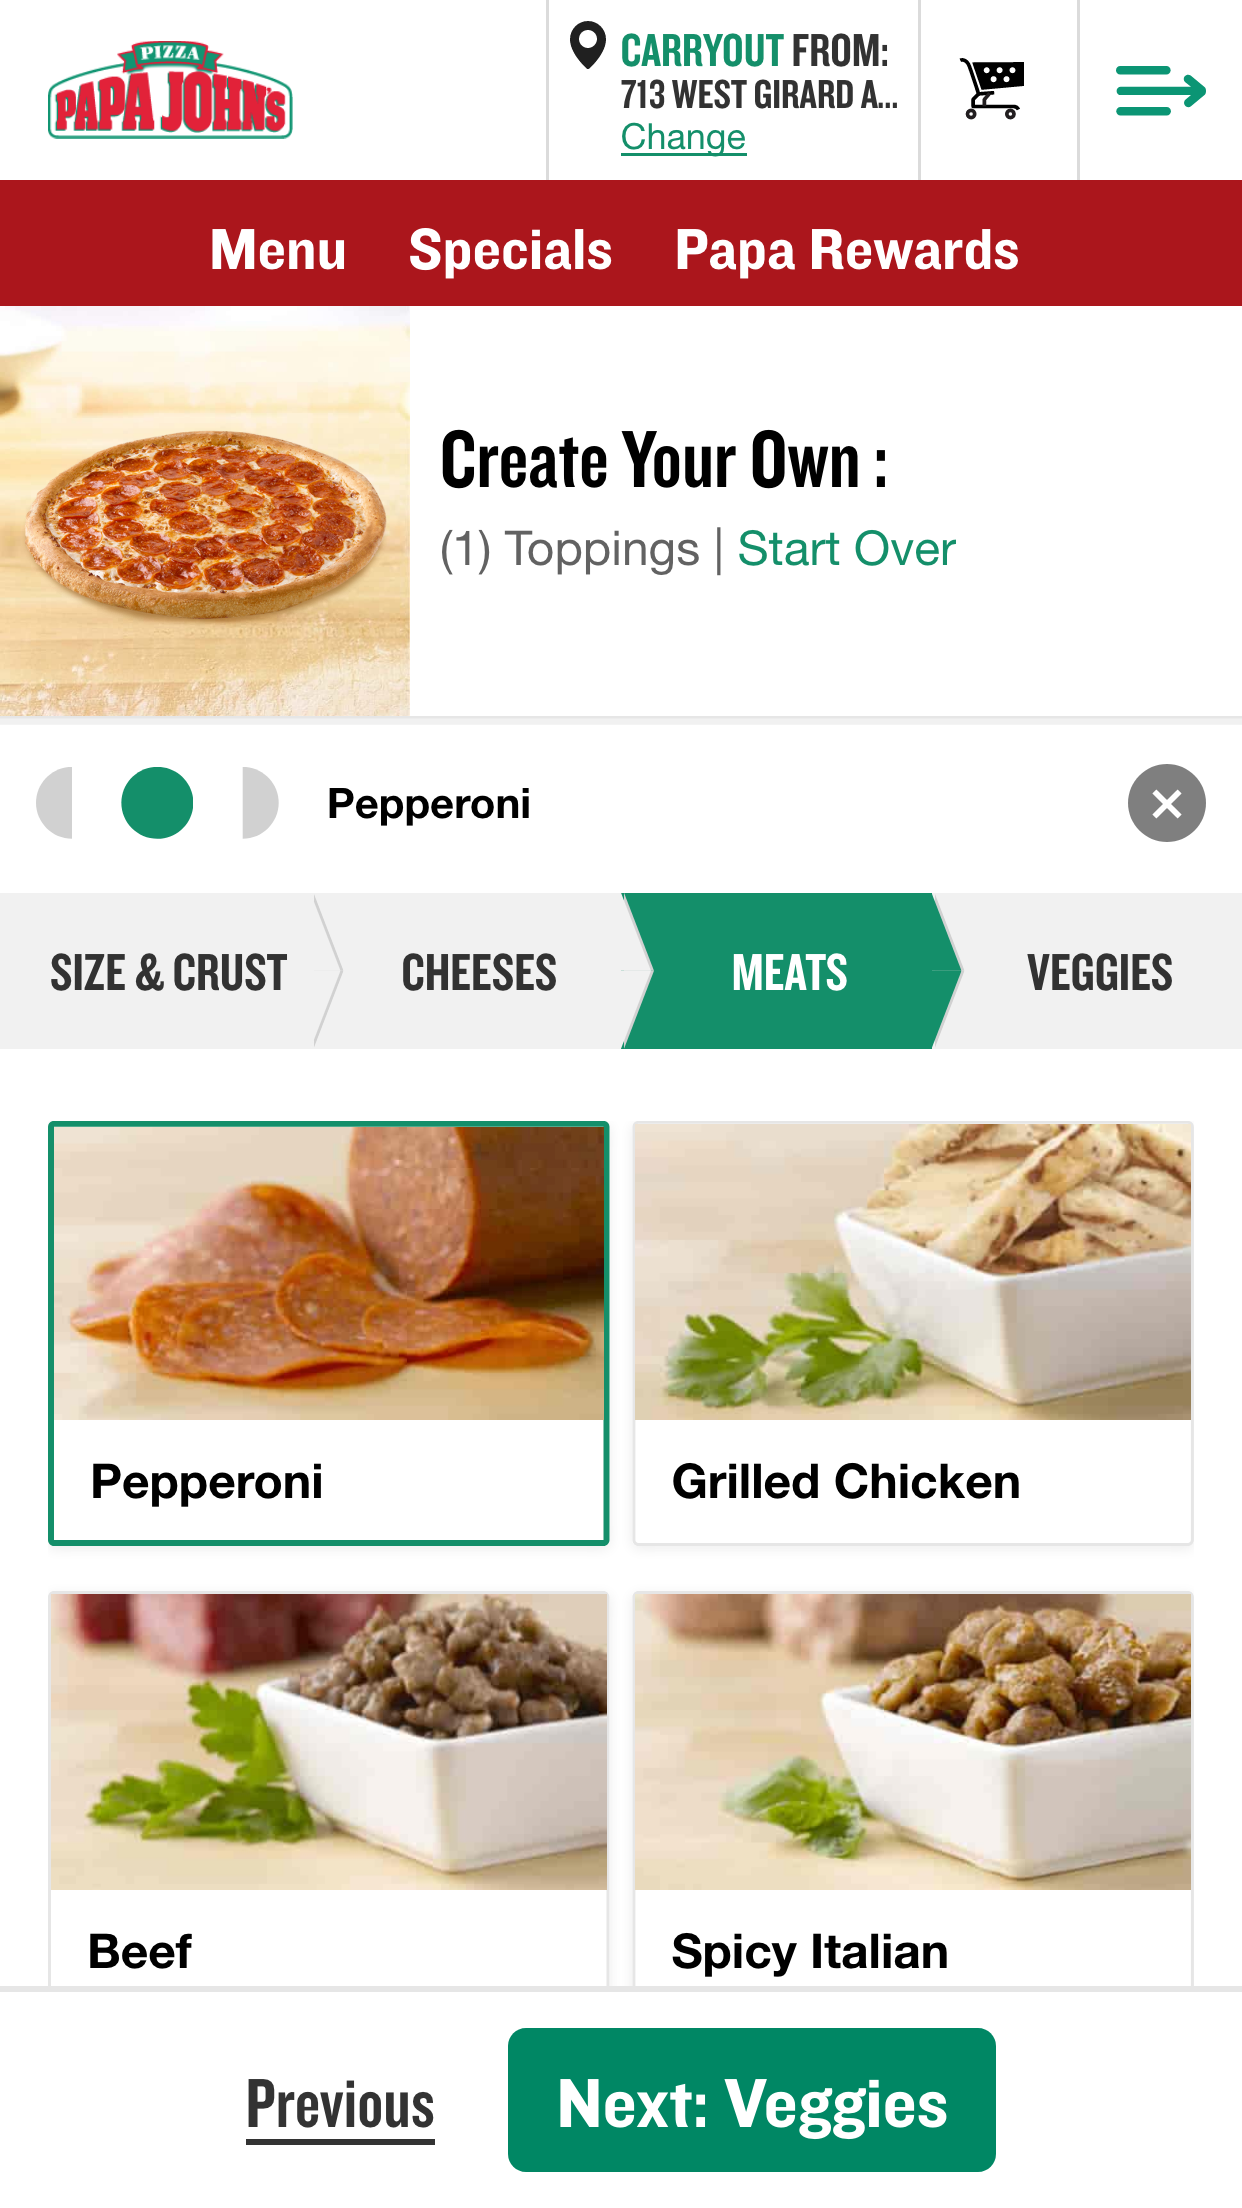 PIZZA
PAPA JOHN'S
CARRYOUT FROM:
713 WEST GIRARD A...
Change
Menu Specials Papa Rewards
Create Your Own :
(1) Toppings | Start Over
Pepperoni
SIZE & CRUST CHEESES MEATS VEGGIES
Pepperoni Grilled Chicken
Beef Spicy Italian
Previous Next: Veggies